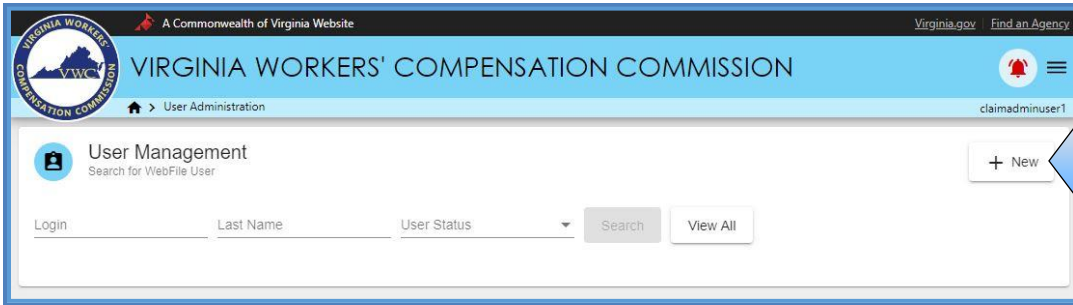 A Commonwealth of Virginia Website
Virginia.gov | Find an Agency
VIRGINIA WORKERS' COMPENSATION COMMISSION
VWC
VIRGINIA WORKERS' COMPENSATION COMMISSION
> User Administration
claimadminuser1
User Management
Search for WebFile User
+ New
Login
Last Name
User Status
Search
View All